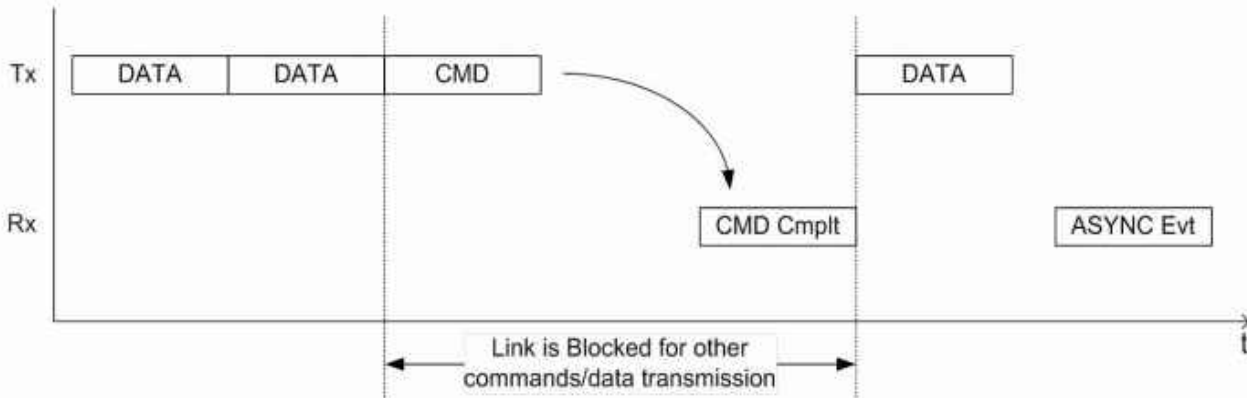 Tx
DATA
DATA
CMD
DATA
Rx
CMD Cmplt
ASYNC Evt
t
Link is Blocked for other
commands/data transmission